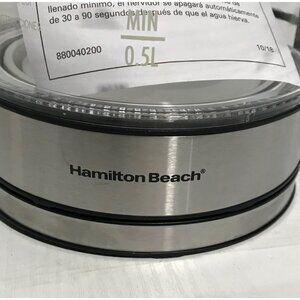 llenado mínimo, el hervidor se apagará automáticamente
de 30 a 90 segundos después de que el agua hierva.
880040200
10/18
MIN
0.5L
Hamilton Beach®